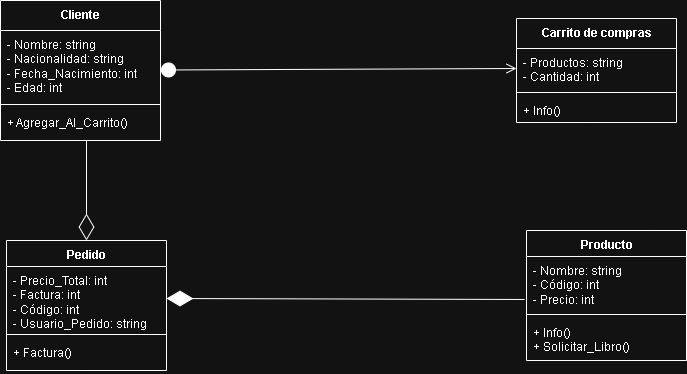 Cliente
- Nombre: string
- Nacionalidad: string
- Fecha_Nacimiento: int
- Edad: int
+ Agregar_Al_Carrito()
Carrito de compras
- Productos: string
- Cantidad: int
+ Info()
Pedido
- Precio_Total: int
- Factura: int
- Código: int
- Usuario_Pedido: string
+ Factura()
Producto
- Nombre: string
- Código: int
- Precio: int
+ Info()
+ Solicitar_Libro()